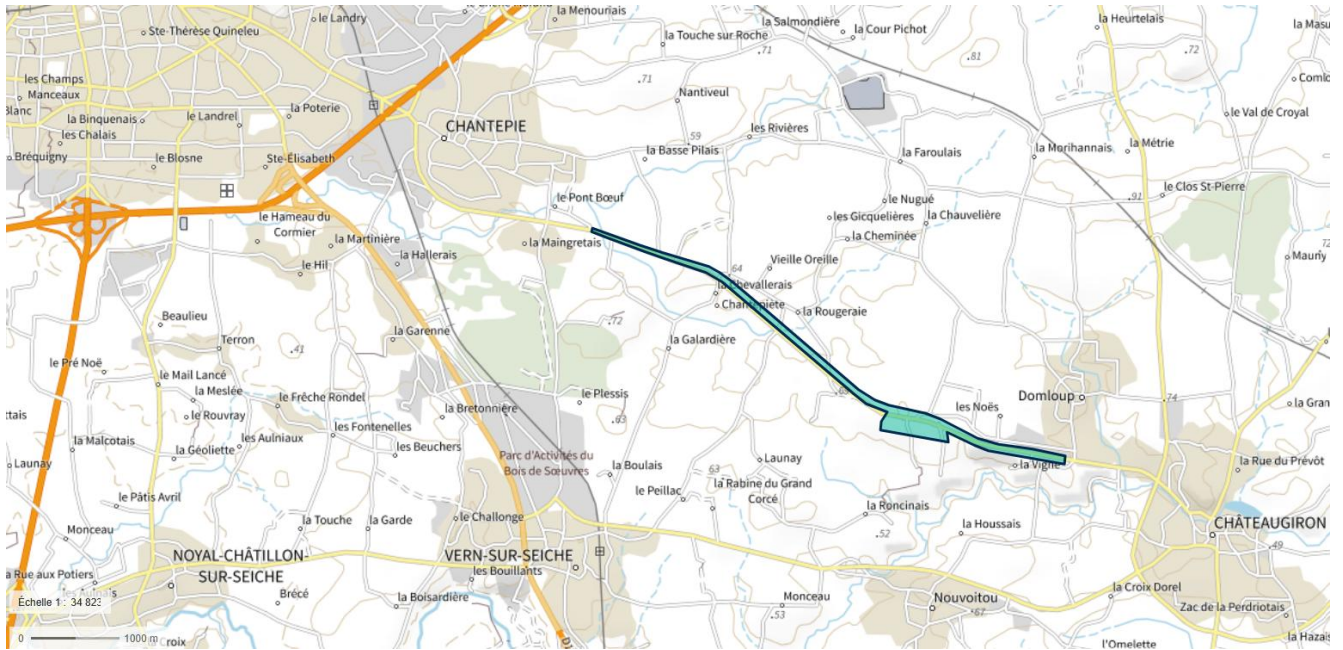 le Landry
la Menouriais
la Salmondière
la Heurtelais
la Cour Pichot
Ste-Thérèse Quineleu
la Touche sur Roche
71
81
72
les Champs
Manceaux
71
Nantiveul
Blanc
la Binquenais
le Landrel
la Poterie
CHANTEPIE
59
les Rivières
le Val de Croyal
les Chalais
la Métrie
Bréquigny
le Blosne
Ste-Élisabeth
la Basse Pilais
la Faroulais
la Morihannais
91
le Clos St-Pierre
le Pont Bœuf
le Nugué
le Hameau du
Cormier
les Gicquelières
la Chauvelière
la Martinière
la Maingretais
la Cheminée
la Hallerais
le Hil
64
Vieille Oreille
Maury
72
la Chevallerais
Chantepiete
la Rougeraie
Beaulieu
72
la Garenne
Terron
41
la Galardière
le Pré Noë
le Mail Lancé
la Meslée
le Frêche Rondel
le Plessis
les Noës
Domloup
74
la Bretonnière
le Rouvray
63
la Gran
la Malcotais
la Géoliette
les Aulniaux
les Fontenelles
les Beuchers
Parc d'Activités du
Bois de Sœuvres
Launay
la Vigne
la Rue du Prévôt
Launay
la Boulais
63
la Rabine du Grand
Corcé
le Peillac
la Roncinais
le Pâtis Avril
la Touche
la Garde
le Challonge
52
la Houssais
CHÂTEAUGIRON
Monceau
49
NOYAL-CHÂTILLON-
SUR-SEICHE
VERN-SUR-SEICHE
les Bouillants
a Rue aux Potiers
la Croix Dorel
Échelle 1 : 34 823
Brécé
la Boisardière
Monceau
53
Nouvoitou
67
Zac de la Perdriotais
0
1000 m
Croix
la Hazais
l'Omelette